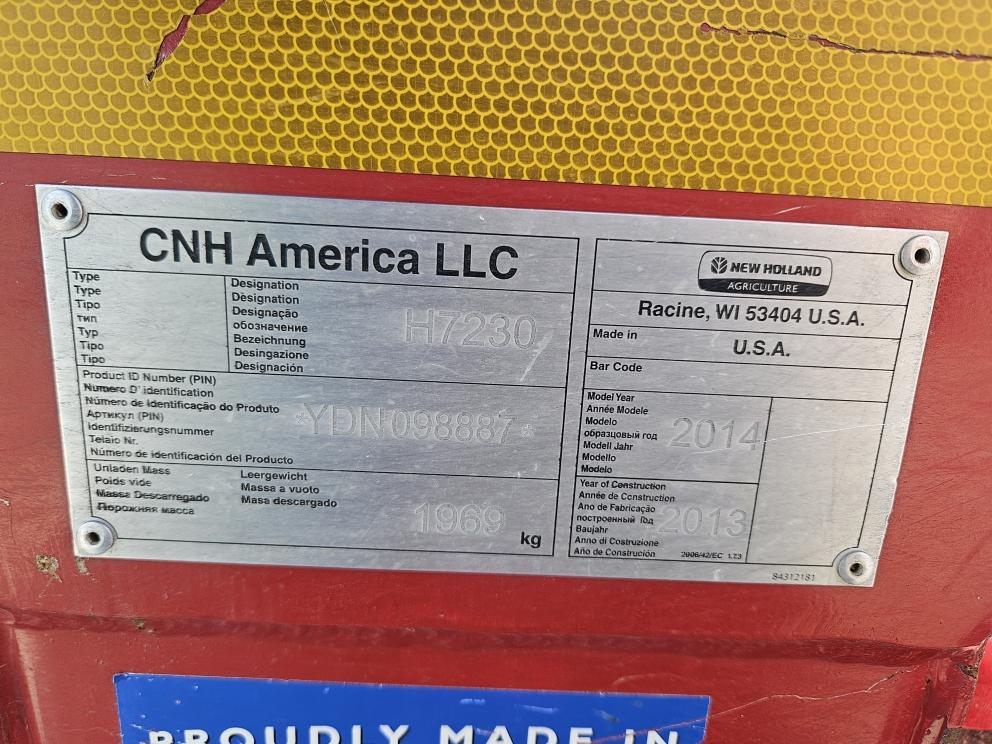 CNH America LLC
Type
Type
Tipo
тип
Typ
Tipo
Tipo
Designation
Dèsignation
Designação
обозначение
Bezeichnung
Desingazione
Designación
H7230
Product ID Number (PIN)
Número D' identification
Número de Identificação do Produto
Артикул (PIN)
Identifizierungsnummer
Telaio Nr.
Número de identificación del Producto
*YDN098887*
Unladen Mass
Poids vide
Massa Descarregado
Порожняя масса
Leergewicht
Massa a vuoto
Masa descargado
1969
kg
NEW HOLLAND
AGRICULTURE
Racine, WI 53404 U.S.A.
Made in
U.S.A.
Bar Code
Model Year
Année Modele
Modelo
образцовый год
Modell Jahr
Modello
Modelo
2014
Year of Construction
Année de Construction
Ano de Fabricação
построенный год
Baujahr
Anno di Costruzione
Año de Construción
2013
2006/42/EC 1.7.3
84312181
PROUDLY MADE IN